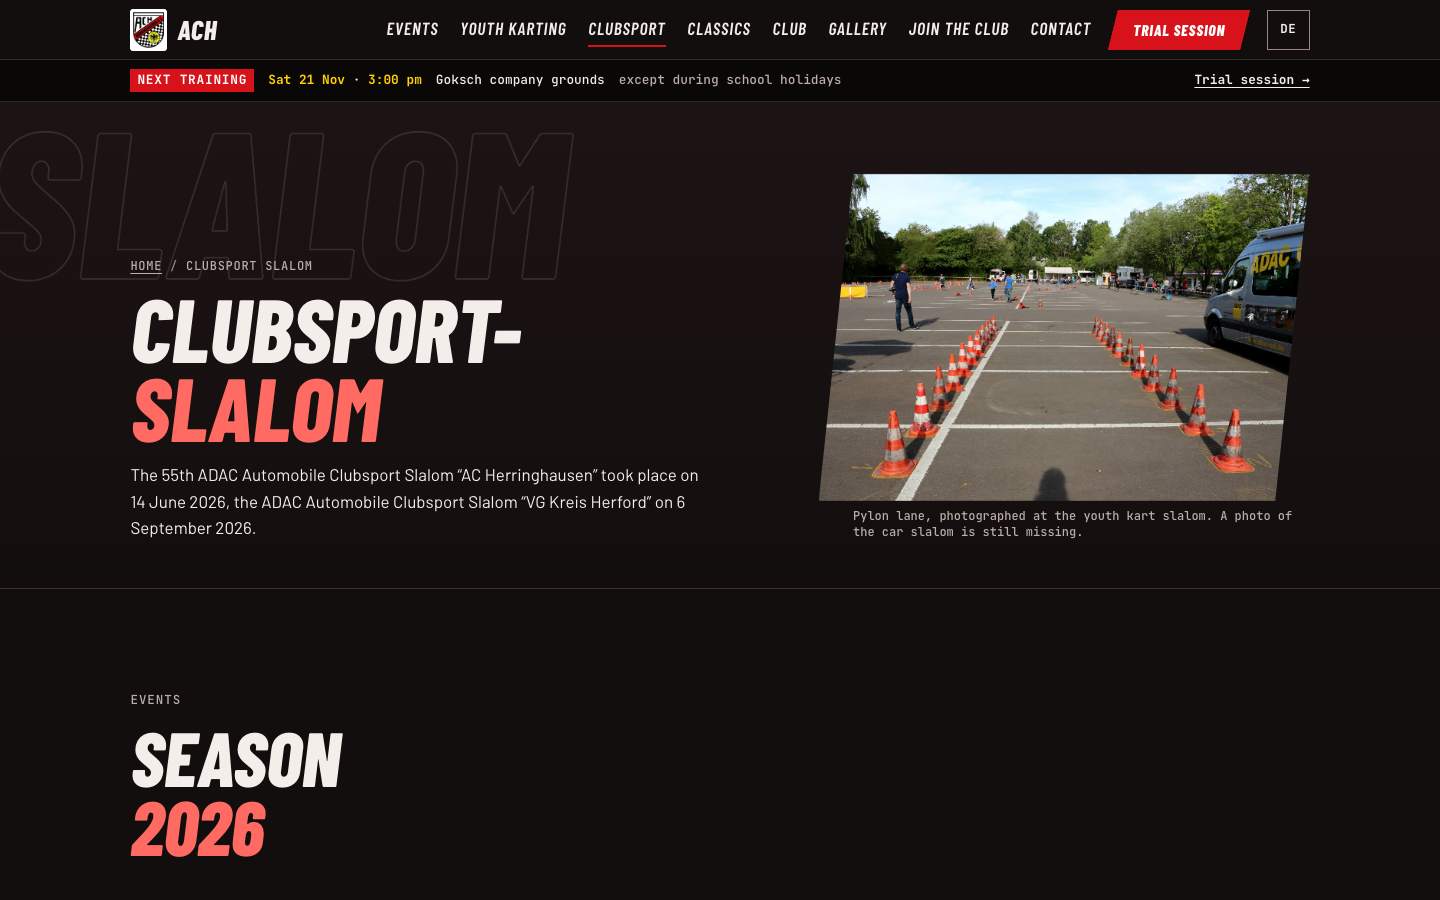 ACH
EVENTS YOUTH KARTING CLUBSPORT CLASSICS CLUB GALLERY JOIN THE CLUB CONTACT TRIAL SESSION DE
NEXT TRAINING Sat 21 Nov · 3:00 pm Goksch company grounds except during school holidays Trial session →
SLALOM
HOME / CLUBSPORT SLALOM
CLUBSPORT-
SLALOM
The 55th ADAC Automobile Clubsport Slalom “AC Herringhausen” took place on
14 June 2026, the ADAC Automobile Clubsport Slalom “VG Kreis Herford” on 6
September 2026.
ADAC
Pylon lane, photographed at the youth kart slalom. A photo of
the car slalom is still missing.
EVENTS
SEASON
2026